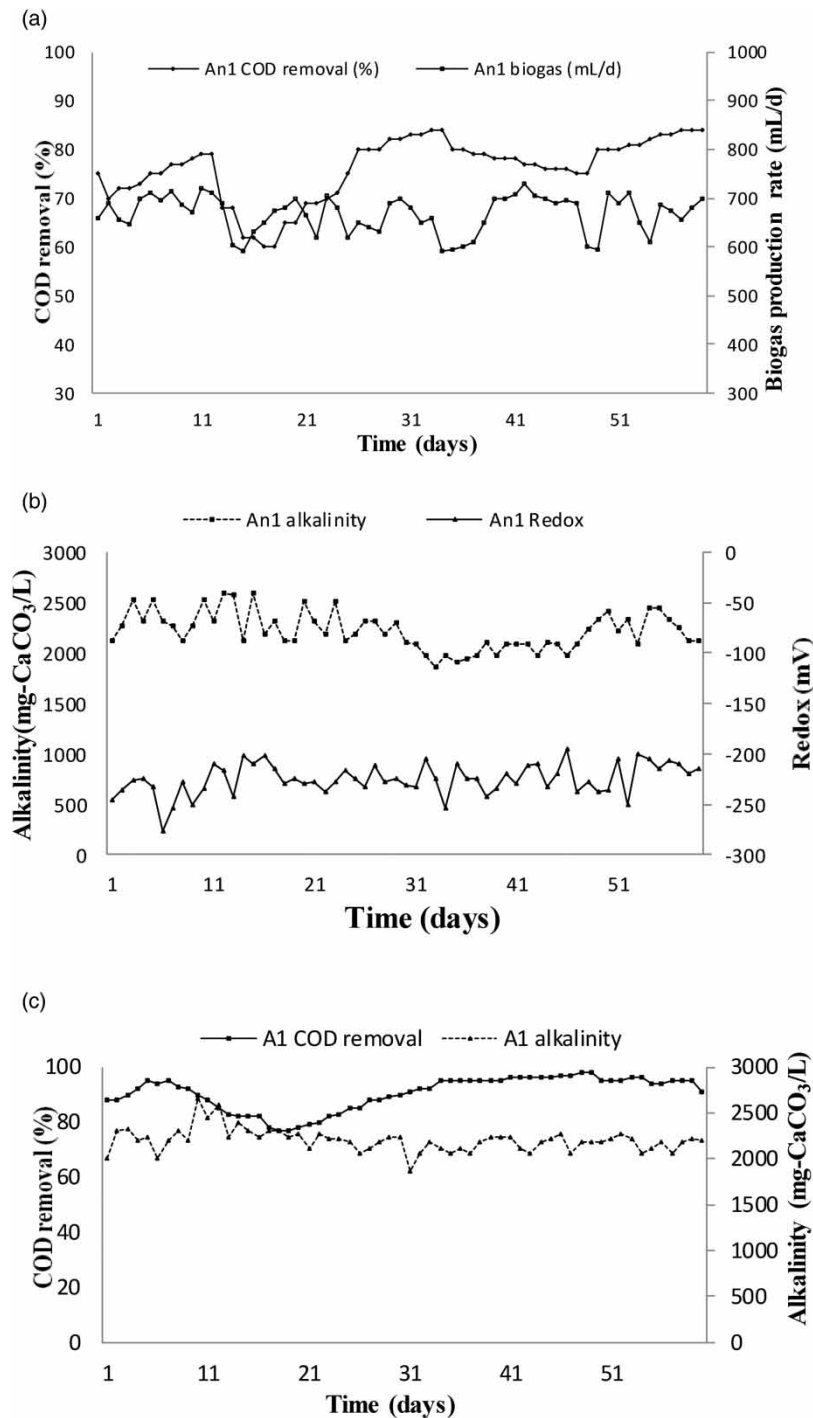 (a)
An1 COD removal (%) An1 biogas (mL/d)
100 1000
90 900
80 800
70 700
60 600
50 500
40 400
30 300
COD removal (%)
Biogas production rate (mL/d)
1 11 21 31 41 51
Time (days)
(b)
An1 alkalinity An1 Redox
3000 0
2500 -50
2000 -100
1500 -150
1000 -200
500 -250
0 -300
Alkalinity(mg-CaCO₃/L)
Redox (mV)
1 11 21 31 41 51
Time (days)
(c)
A1 COD removal A1 alkalinity
100 3000
80 2500
60 2000
40 1500
20 1000
0 500
0
COD removal (%)
Alkalinity (mg-CaCO₃/L)
1 11 21 31 41 51
Time (days)